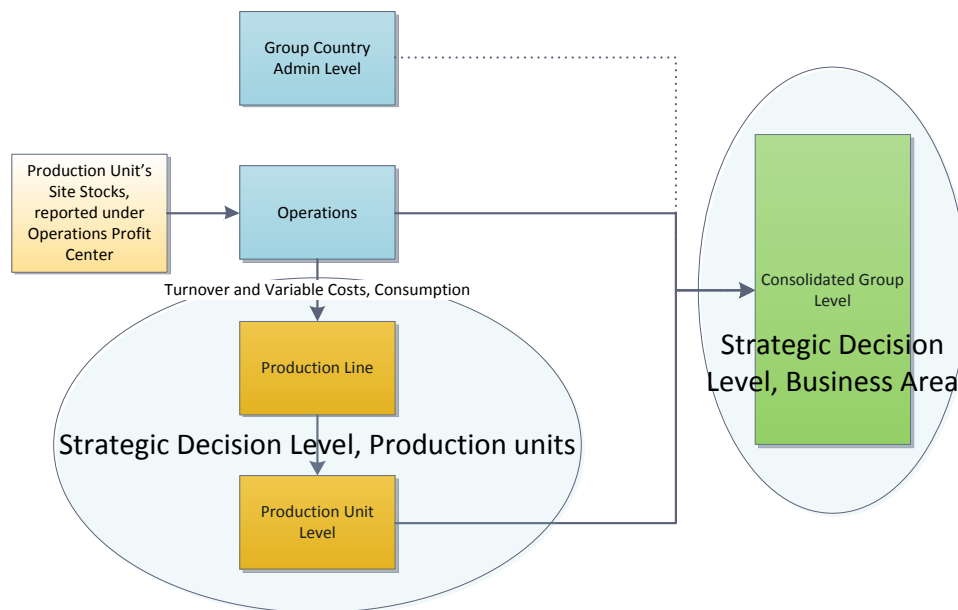 Group Country
Admin Level
Production Unit’s
Site Stocks,
reported under
Operations Profit
Center
Operations
Turnover and Variable Costs, Consumption
Production Line
Strategic Decision Level, Production units
Production Unit
Level
Consolidated Group
Level
Strategic Decision
Level, Business Area